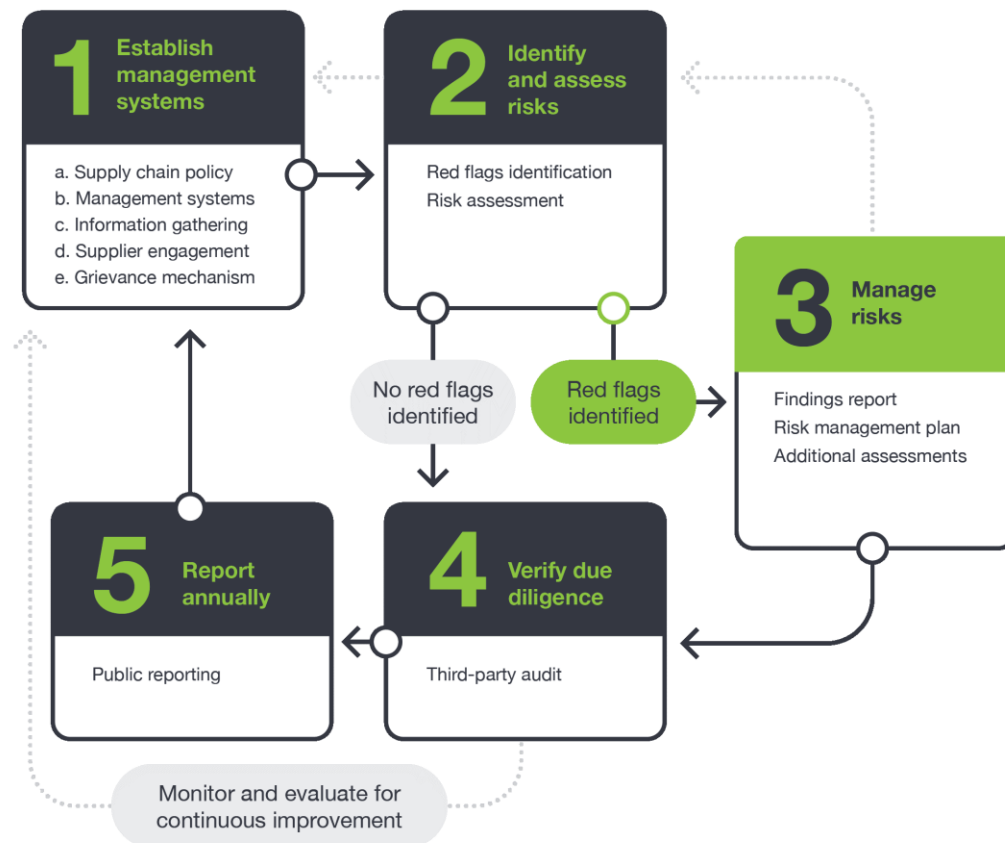 1
Establish
management
systems
a. Supply chain policy
b. Management systems
c. Information gathering
d. Supplier engagement
e. Grievance mechanism
2
Identify
and assess
risks
Red flags identification
Risk assessment
No red flags
identified
Red flags
identified
3
Manage
risks
Findings report
Risk management plan
Additional assessments
4
Verify due
diligence
Third-party audit
5
Report
annually
Public reporting
Monitor and evaluate for
continuous improvement